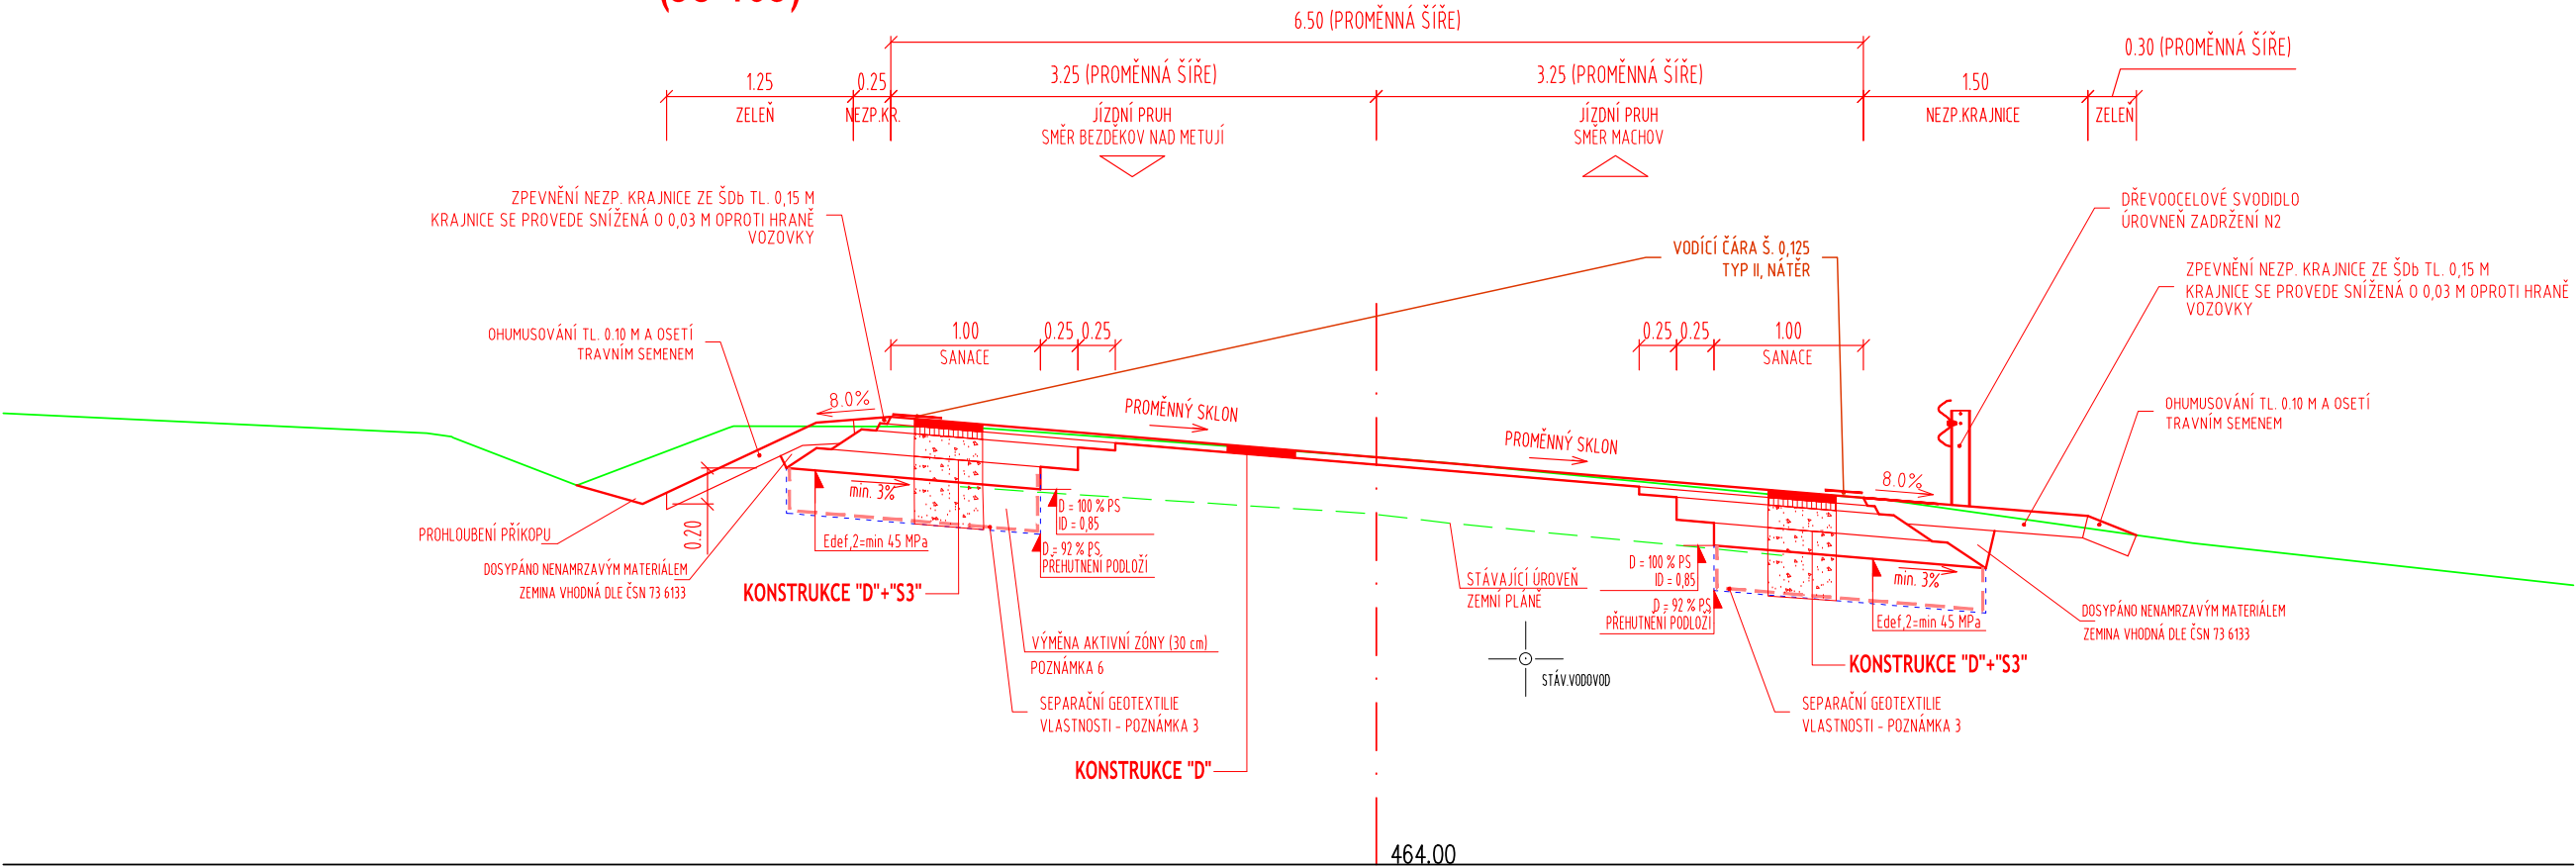 6.50 (PROMĚNNÁ ŠÍŘE)
0.30 (PROMĚNNÁ ŠÍŘE)
1.25
0.25
3.25 (PROMĚNNÁ ŠÍŘE)
3.25 (PROMĚNNÁ ŠÍŘE)
1.50
ZELEŇ
NEZP.KR.
JÍZDNÍ PRUH
SMĚR BEZDĚKOV NAD METUJÍ
JÍZDNÍ PRUH
SMĚR MACHOV
NEZP.KRAJNICE
ZELEŇ
ZPEVNĚNÍ NEZP. KRAJNICE ZE ŠDb TL. 0,15 M
KRAJNICE SE PROVEDE SNÍŽENÁ O 0,03 M OPROTI HRANĚ
VOZOVKY
DŘEVOOCELOVÉ SVODIDLO
ÚROVNEŇ ZADRŽENÍ N2
VODÍCÍ ČÁRA Š. 0,125
TYP II, NÁTĚR
ZPEVNĚNÍ NEZP. KRAJNICE ZE ŠDb TL. 0,15 M
KRAJNICE SE PROVEDE SNÍŽENÁ O 0,03 M OPROTI HRANĚ
VOZOVKY
OHUMUSOVÁNÍ TL. 0.10 M A OSETÍ
TRAVNÍM SEMENEM
1.00
0.25
0.25
SANACE
0.25
0.25
1.00
SANACE
8.0%
PROMĚNNÝ SKLON
PROMĚNNÝ SKLON
8.0%
OHUMUSOVÁNÍ TL. 0.10 M A OSETÍ
TRAVNÍM SEMENEM
min. 3%
D = 100 % PS
ID = 0,85
PROHLOUBENÍ PŘÍKOPU
0.20
Edef,2=min 45 MPa
D = 92 % PS
PŘEHUTNĚNÍ PODLOŽÍ
DOSYPÁNO NENAMRZAVÝM MATERIÁLEM
ZEMINA VHODNÁ DLE ČSN 73 6133
KONSTRUKCE "D"+"S3"
STÁVAJÍCÍ ÚROVEŇ
ZEMNÍ PLÁNĚ
D = 100 % PS
ID = 0,85
min. 3%
D = 92 % PS
PŘEHUTNĚNÍ PODLOŽÍ
Edef,2=min 45 MPa
DOSYPÁNO NENAMRZAVÝM MATERIÁLEM
ZEMINA VHODNÁ DLE ČSN 73 6133
VÝMĚNA AKTIVNÍ ZÓNY (30 cm)
POZNÁMKA 6
STÁV.VODOVOD
KONSTRUKCE "D"+"S3"
SEPARAČNÍ GEOTEXTILIE
VLASTNOSTI - POZNÁMKA 3
SEPARAČNÍ GEOTEXTILIE
VLASTNOSTI - POZNÁMKA 3
KONSTRUKCE "D"
464.00